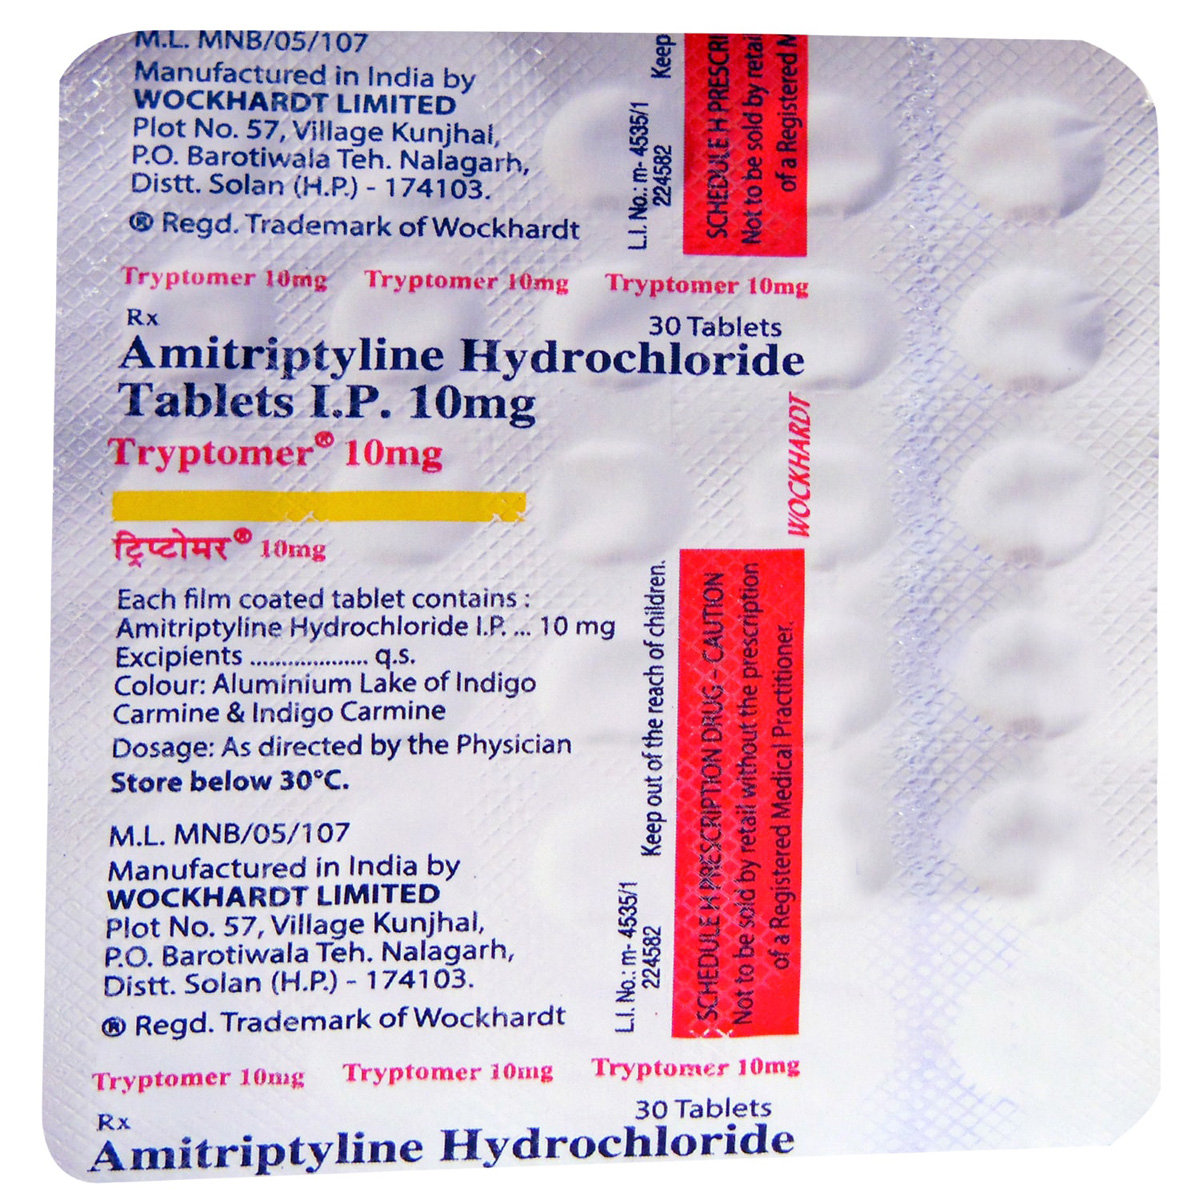 M.L. MNB/05/107
Manufactured in India by
WOCKHARDT LIMITED
Plot No. 57, Village Kunjhal,
P.O. Barotiwala Teh. Nalagarh,
Distt. Solan (H.P.) - 174103.
® Regd. Trademark of Wockhardt
L.I. No.: m- 4535/1
224582
Keep
SCHEDULE H PRESCRI
Not to be sold by retai
of a Registered M
Tryptomer 10mg Tryptomer 10mg Tryptomer 10mg
Rx
30 Tablets
Amitriptyline Hydrochloride
Tablets I.P. 10mg
Tryptomer® 10mg
WOCKHARDT
ट्रिप्टोमर® 10mg
Each film coated tablet contains :
Amitriptyline Hydrochloride I.P. ... 10 mg
Excipients ................... q.s.
Colour: Aluminium Lake of Indigo
Carmine & Indigo Carmine
Dosage: As directed by the Physician
Store below 30°C.
M.L. MNB/05/107
Manufactured in India by
WOCKHARDT LIMITED
Plot No. 57, Village Kunjhal,
P.O. Barotiwala Teh. Nalagarh,
Distt. Solan (H.P.) - 174103.
® Regd. Trademark of Wockhardt
L.I. No.: m- 4535/1
224582
Keep out of the reach of children.
SCHEDULE H PRESCRIPTION DRUG - CAUTION
Not to be sold by retail without the prescription
of a Registered Medical Practitioner.
Tryptomer 10mg Tryptomer 10mg Tryptomer 10mg
Rx
30 Tablets
Amitriptyline Hydrochloride